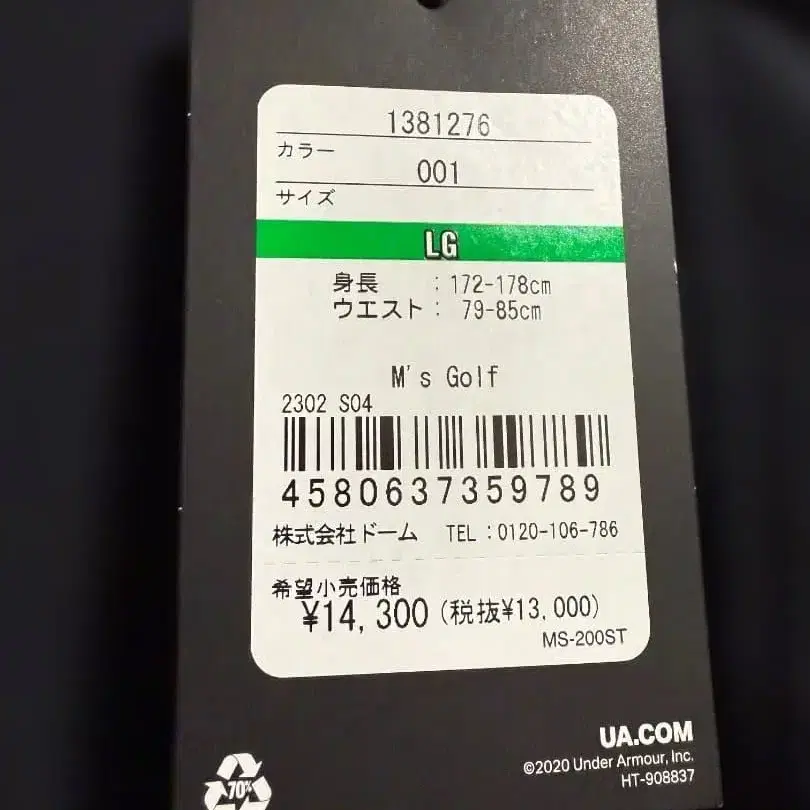 1381276
カラー
001
サイズ
LG
身長 : 172-178cm
ウエスト : 79-85cm
M's Golf
2302 S04
4580637359789
株式会社ドーム TEL : 0120-106-786
希望小売価格
¥14,300 (税抜¥13,000)
MS-200ST
UA.COM
©2020 Under Armour, Inc.
HT-908837
70%